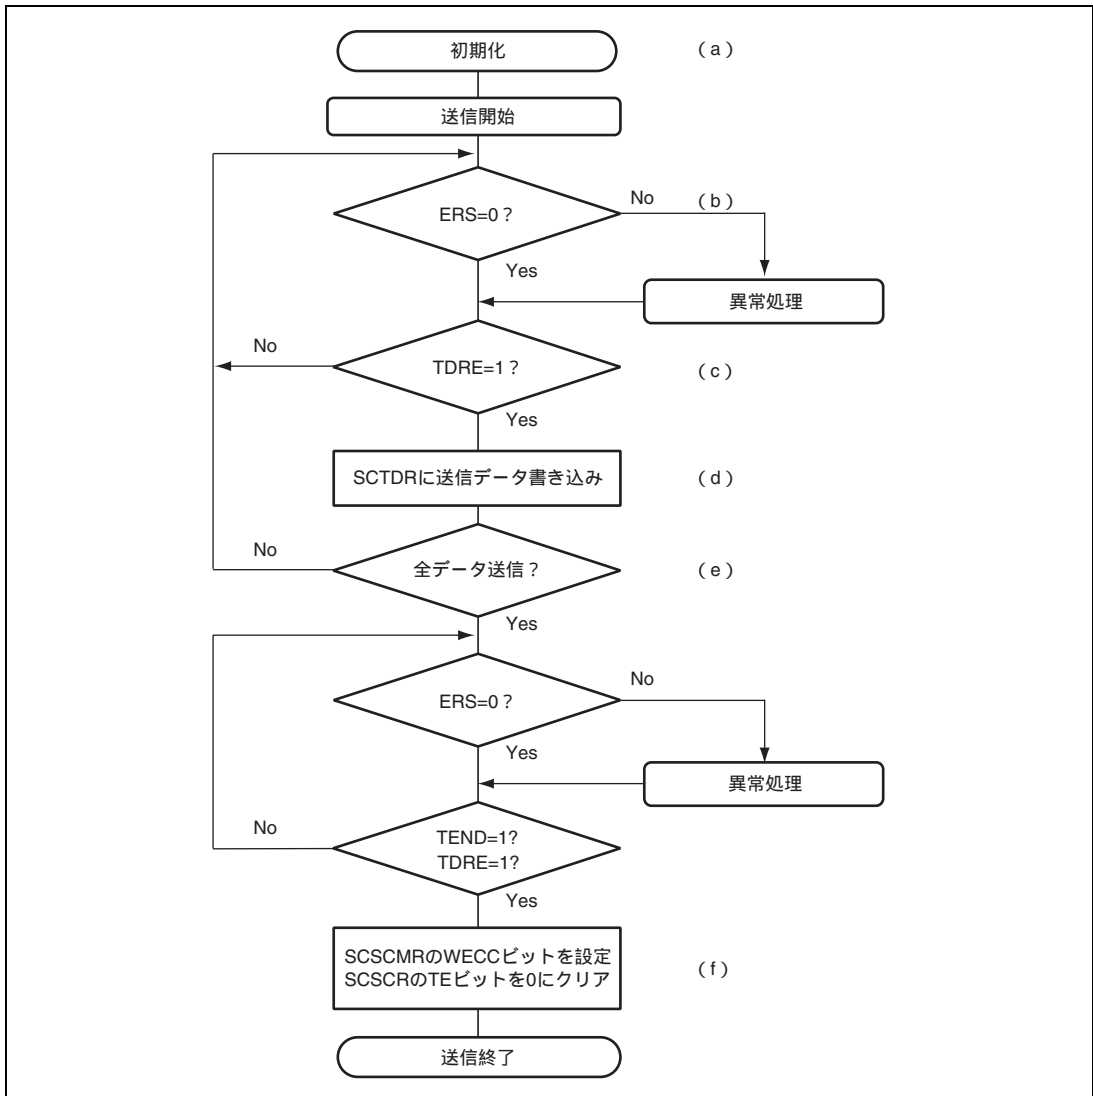 初期化
(a)
送信開始
ERS=0？
No
(b)
Yes
異常処理
No
TDRE=1？
(c)
Yes
SCTDRに送信データ書き込み
(d)
No
全データ送信？
(e)
Yes
ERS=0？
No
Yes
異常処理
No
TEND=1?
TDRE=1?
Yes
SCSCMRのWECCビットを設定
SCSCRのTEビットを0にクリア
(f)
送信終了